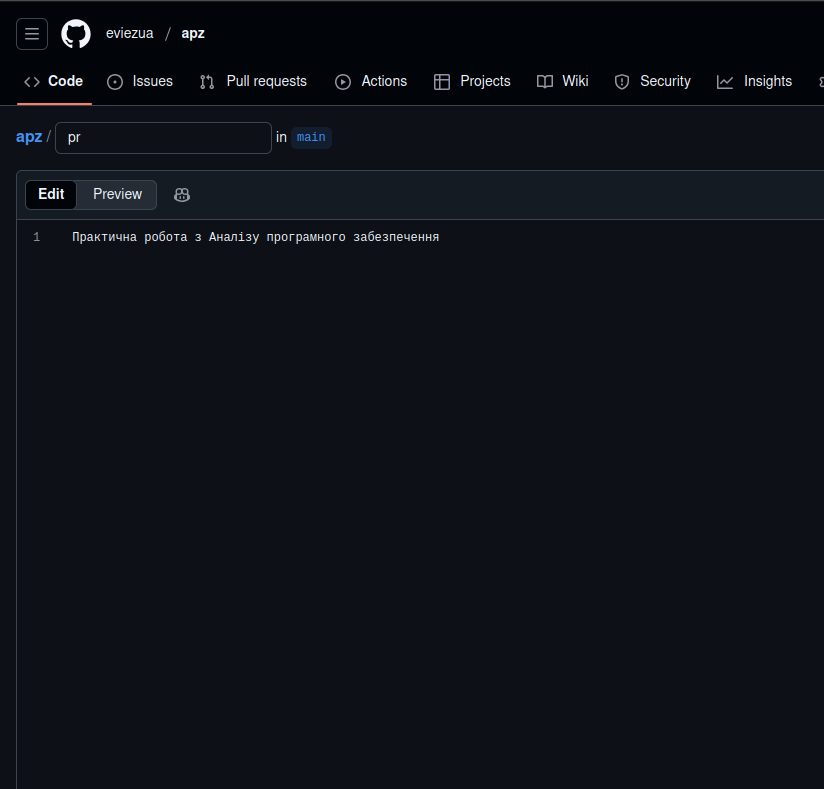 eviezua / apz
Code Issues Pull requests Actions Projects Wiki Security Insights
apz / pr in main
Edit Preview
1 Практична робота з Аналізу програмного забезпечення